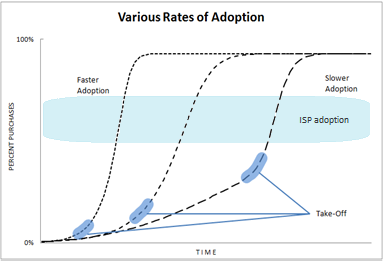 Various Rates of Adoption
100%
Faster
Adoption
Slower
Adoption
ISP adoption
PERCENT PURCHASES
Take-Off
0%
TIME